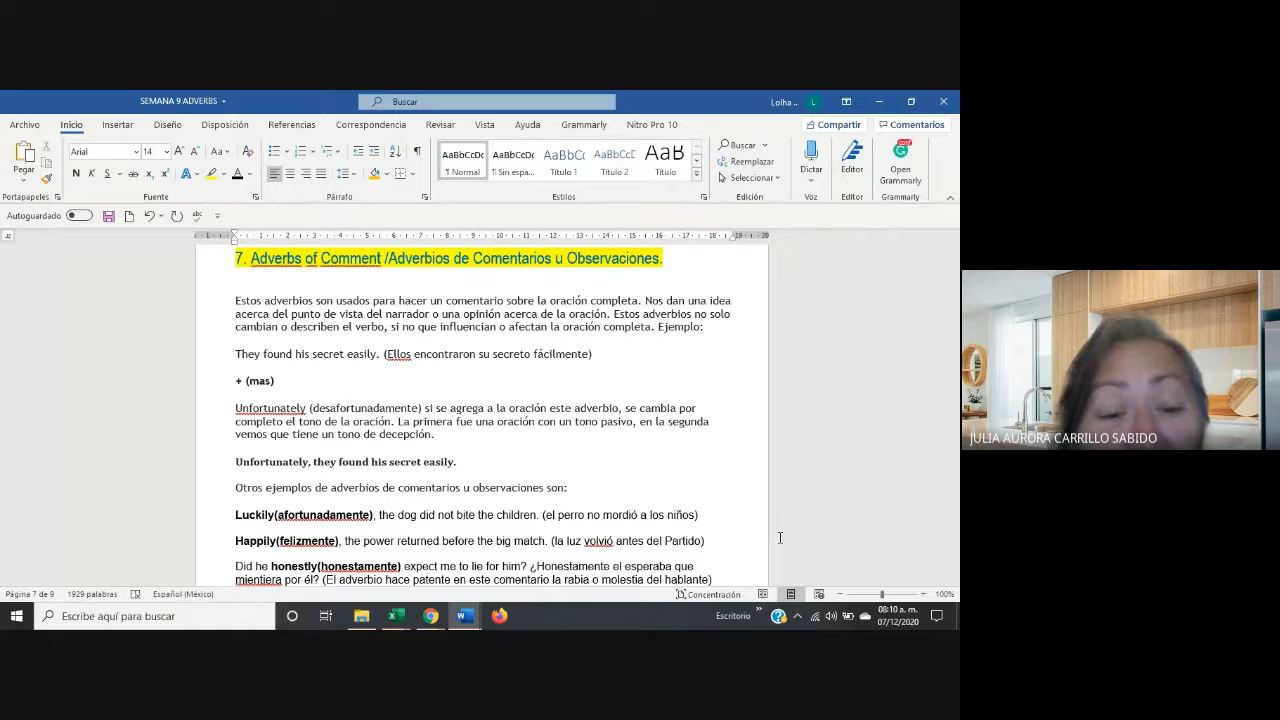 SEMANA 9 ADVERBS
Buscar
Lolha ..
L
Archivo Inicio Insertar Diseño Disposición Referencias Correspondencia Revisar Vista Ayuda Grammarly Nitro Pro 10 Compartir Comentarios
Pegar
Arial 14
N K S
AaBbCcDc AaBbCcDc AaBbCc AaBbCcD AaB
¶ Normal ¶ Sin espa... Título 1 Título 2 Título
Buscar
Reemplazar
Seleccionar
Dictar
Editor
Open
Grammarly
Portapapeles Fuente Párrafo Estilos Edición Voz Editor Grammarly
Autoguardado
7. Adverbs of Comment /Adverbios de Comentarios u Observaciones.
Estos adverbios son usados para hacer un comentario sobre la oración completa. Nos dan una idea
acerca del punto de vista del narrador o una opinión acerca de la oración. Estos adverbios no solo
cambian o describen el verbo, si no que influencian o afectan la oración completa. Ejemplo:
They found his secret easily. (Ellos encontraron su secreto fácilmente)
+ (mas)
Unfortunately (desafortunadamente) si se agrega a la oración este adverbio, se cambia por
completo el tono de la oración. La primera fue una oración con un tono pasivo, en la segunda
vemos que tiene un tono de decepción.
Unfortunately, they found his secret easily.
Otros ejemplos de adverbios de comentarios u observaciones son:
Luckily(afortunadamente), the dog did not bite the children. (el perro no mordió a los niños)
Happily(felizmente), the power returned before the big match. (la luz volvió antes del Partido)
Did he honestly(honestamente) expect me to lie for him? ¿Honestamente el esperaba que
mientiera por él? (El adverbio hace patente en este comentario la rabia o molestia del hablante)
JULIA AURORA CARRILLO SABIDO
Página 7 de 9 1929 palabras Español (México) Concentración 100%
Escribe aquí para buscar
Escritorio
08:10 a. m.
07/12/2020